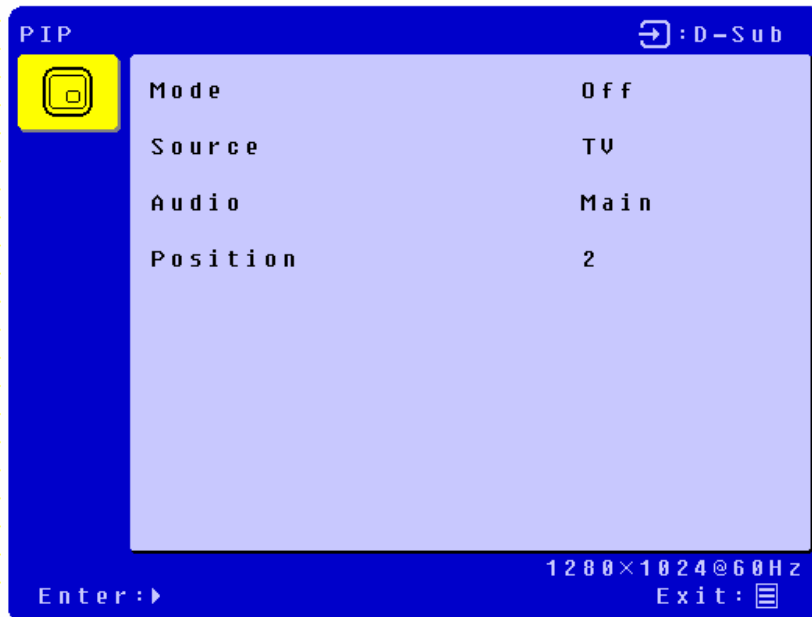 PIP :D-Sub
Mode Off
Source TV
Audio Main
Position 2
1280×1024@60Hz
Enter: Exit: